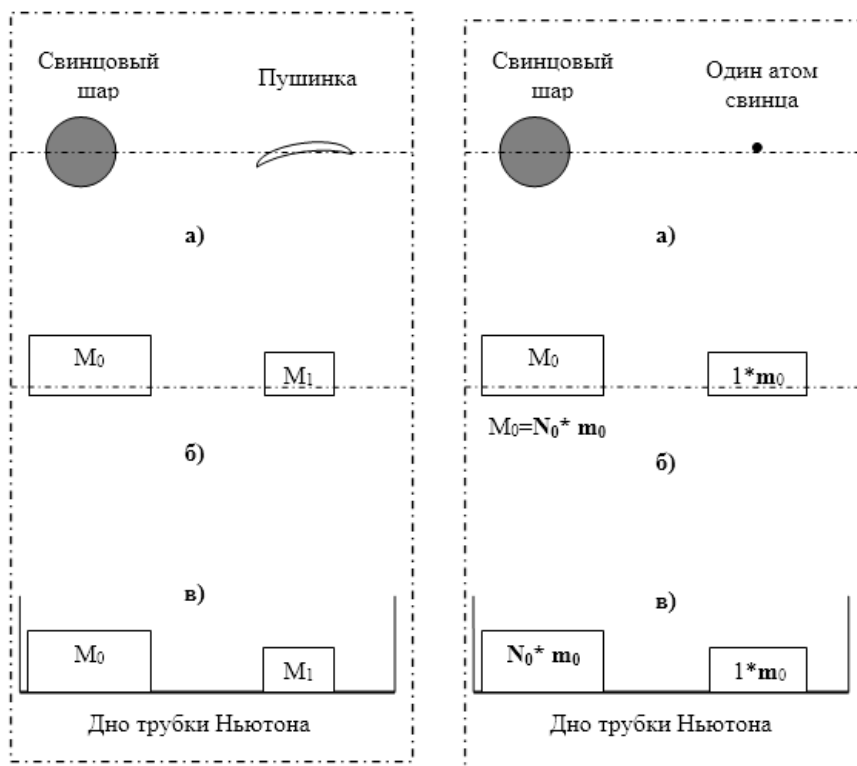 Свинцовый
шар
Пушинка
а)
M₀
M₁
б)
в)
M₀
M₁
Дно трубки Ньютона
Свинцовый
шар
Один атом
свинца
а)
M₀
1*m₀
M₀=N₀* m₀
б)
в)
N₀* m₀
1*m₀
Дно трубки Ньютона